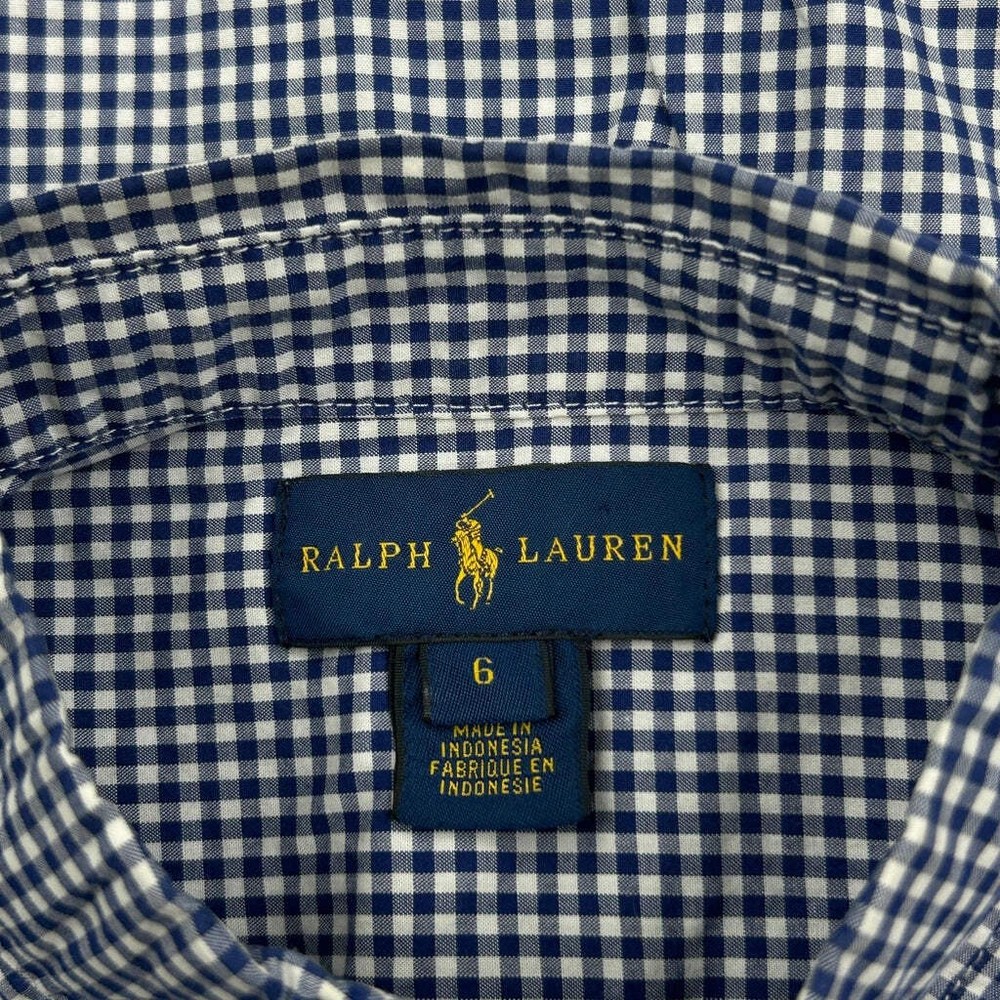 RALPH LAUREN
6
MADE IN
INDONESIA
FABRIQUE EN
INDONESIE